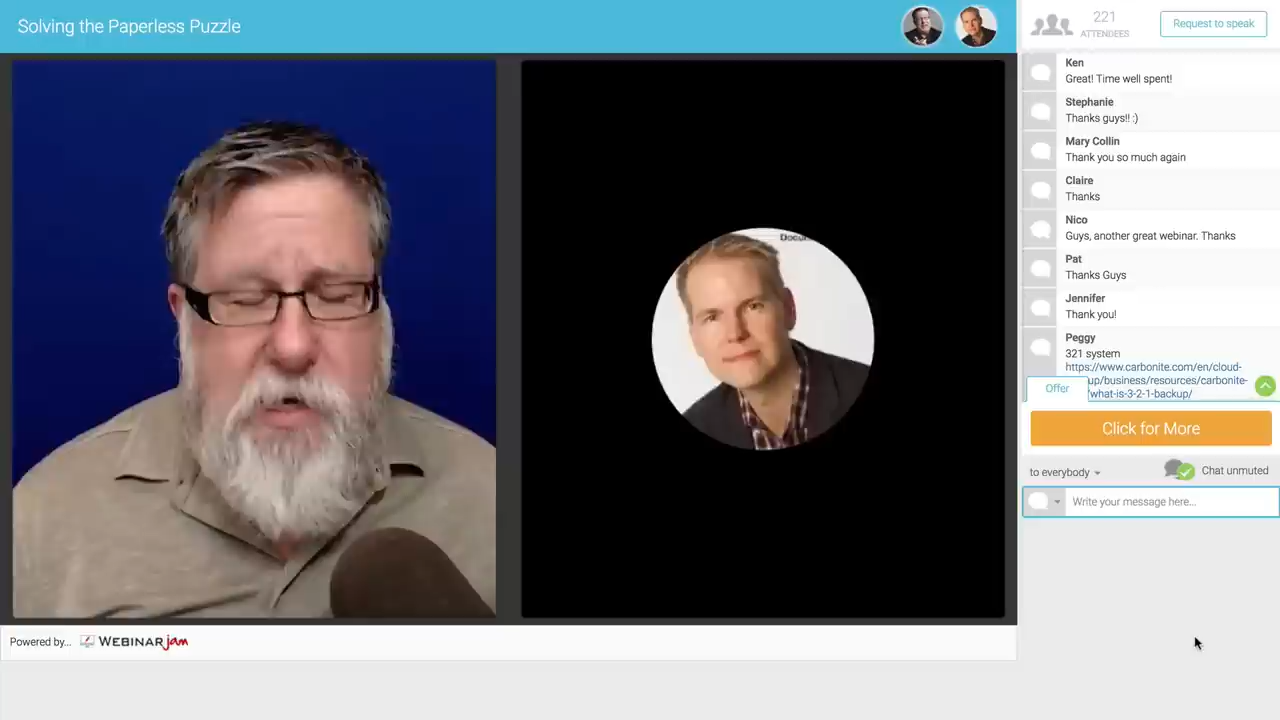 Solving the Paperless Puzzle
221
ATTENDEES
Request to speak
Ken
Great! Time well spent!
Stephanie
Thanks guys!! :)
Mary Collin
Thank you so much again
Claire
Thanks
Nico
Guys, another great webinar. Thanks
Pat
Thanks Guys
Jennifer
Thank you!
Peggy
321 system
https://www.carbonite.com/en/cloud-
up/business/resources/carbonite-
what-is-3-2-1-backup/
Offer
Click for More
to everybody
Chat unmuted
Write your message here...
Powered by...
WEBINARjam